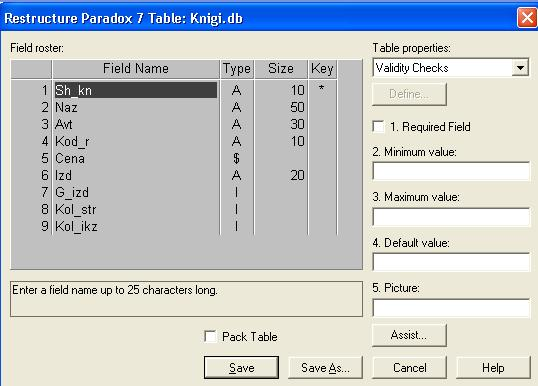 Restructure Paradox 7 Table: Knigi.db
Field roster:
Field Name Type Size Key
1 Sh_kn A 10 *
2 Naz A 50
3 Avt A 30
4 Kod_r A 10
5 Cena $
6 Izd A 20
7 G_izd I
8 Kol_str I
9 Kol_ikz I
Enter a field name up to 25 characters long.
Pack Table
Save
Save As...
Table properties:
Validity Checks
Define...
1. Required Field
2. Minimum value:
3. Maximum value:
4. Default value:
5. Picture:
Assist...
Cancel
Help